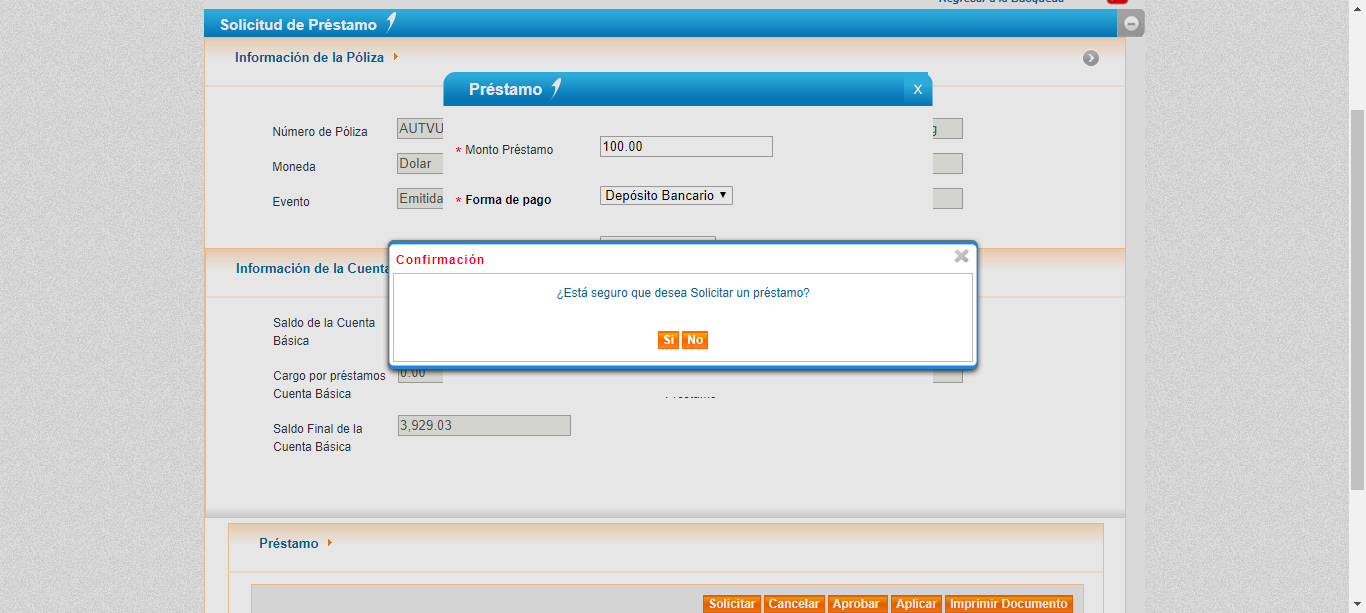 Solicitud de Préstamo
Información de la Póliza
Préstamo
X
Número de Póliza
AUTVU
Monto Préstamo
100.00
Moneda
Dolar
Evento
Emitida
* Forma de pago
Depósito Bancario
Información de la Cuenta
Confirmación
¿Está seguro que desea Solicitar un préstamo?
Si No
Saldo de la Cuenta
Básica
Cargo por préstamos
Cuenta Básica
0.00
Saldo Final de la
Cuenta Básica
3,929.03
Préstamo
Solicitar Cancelar Aprobar Aplicar Imprimir Documento